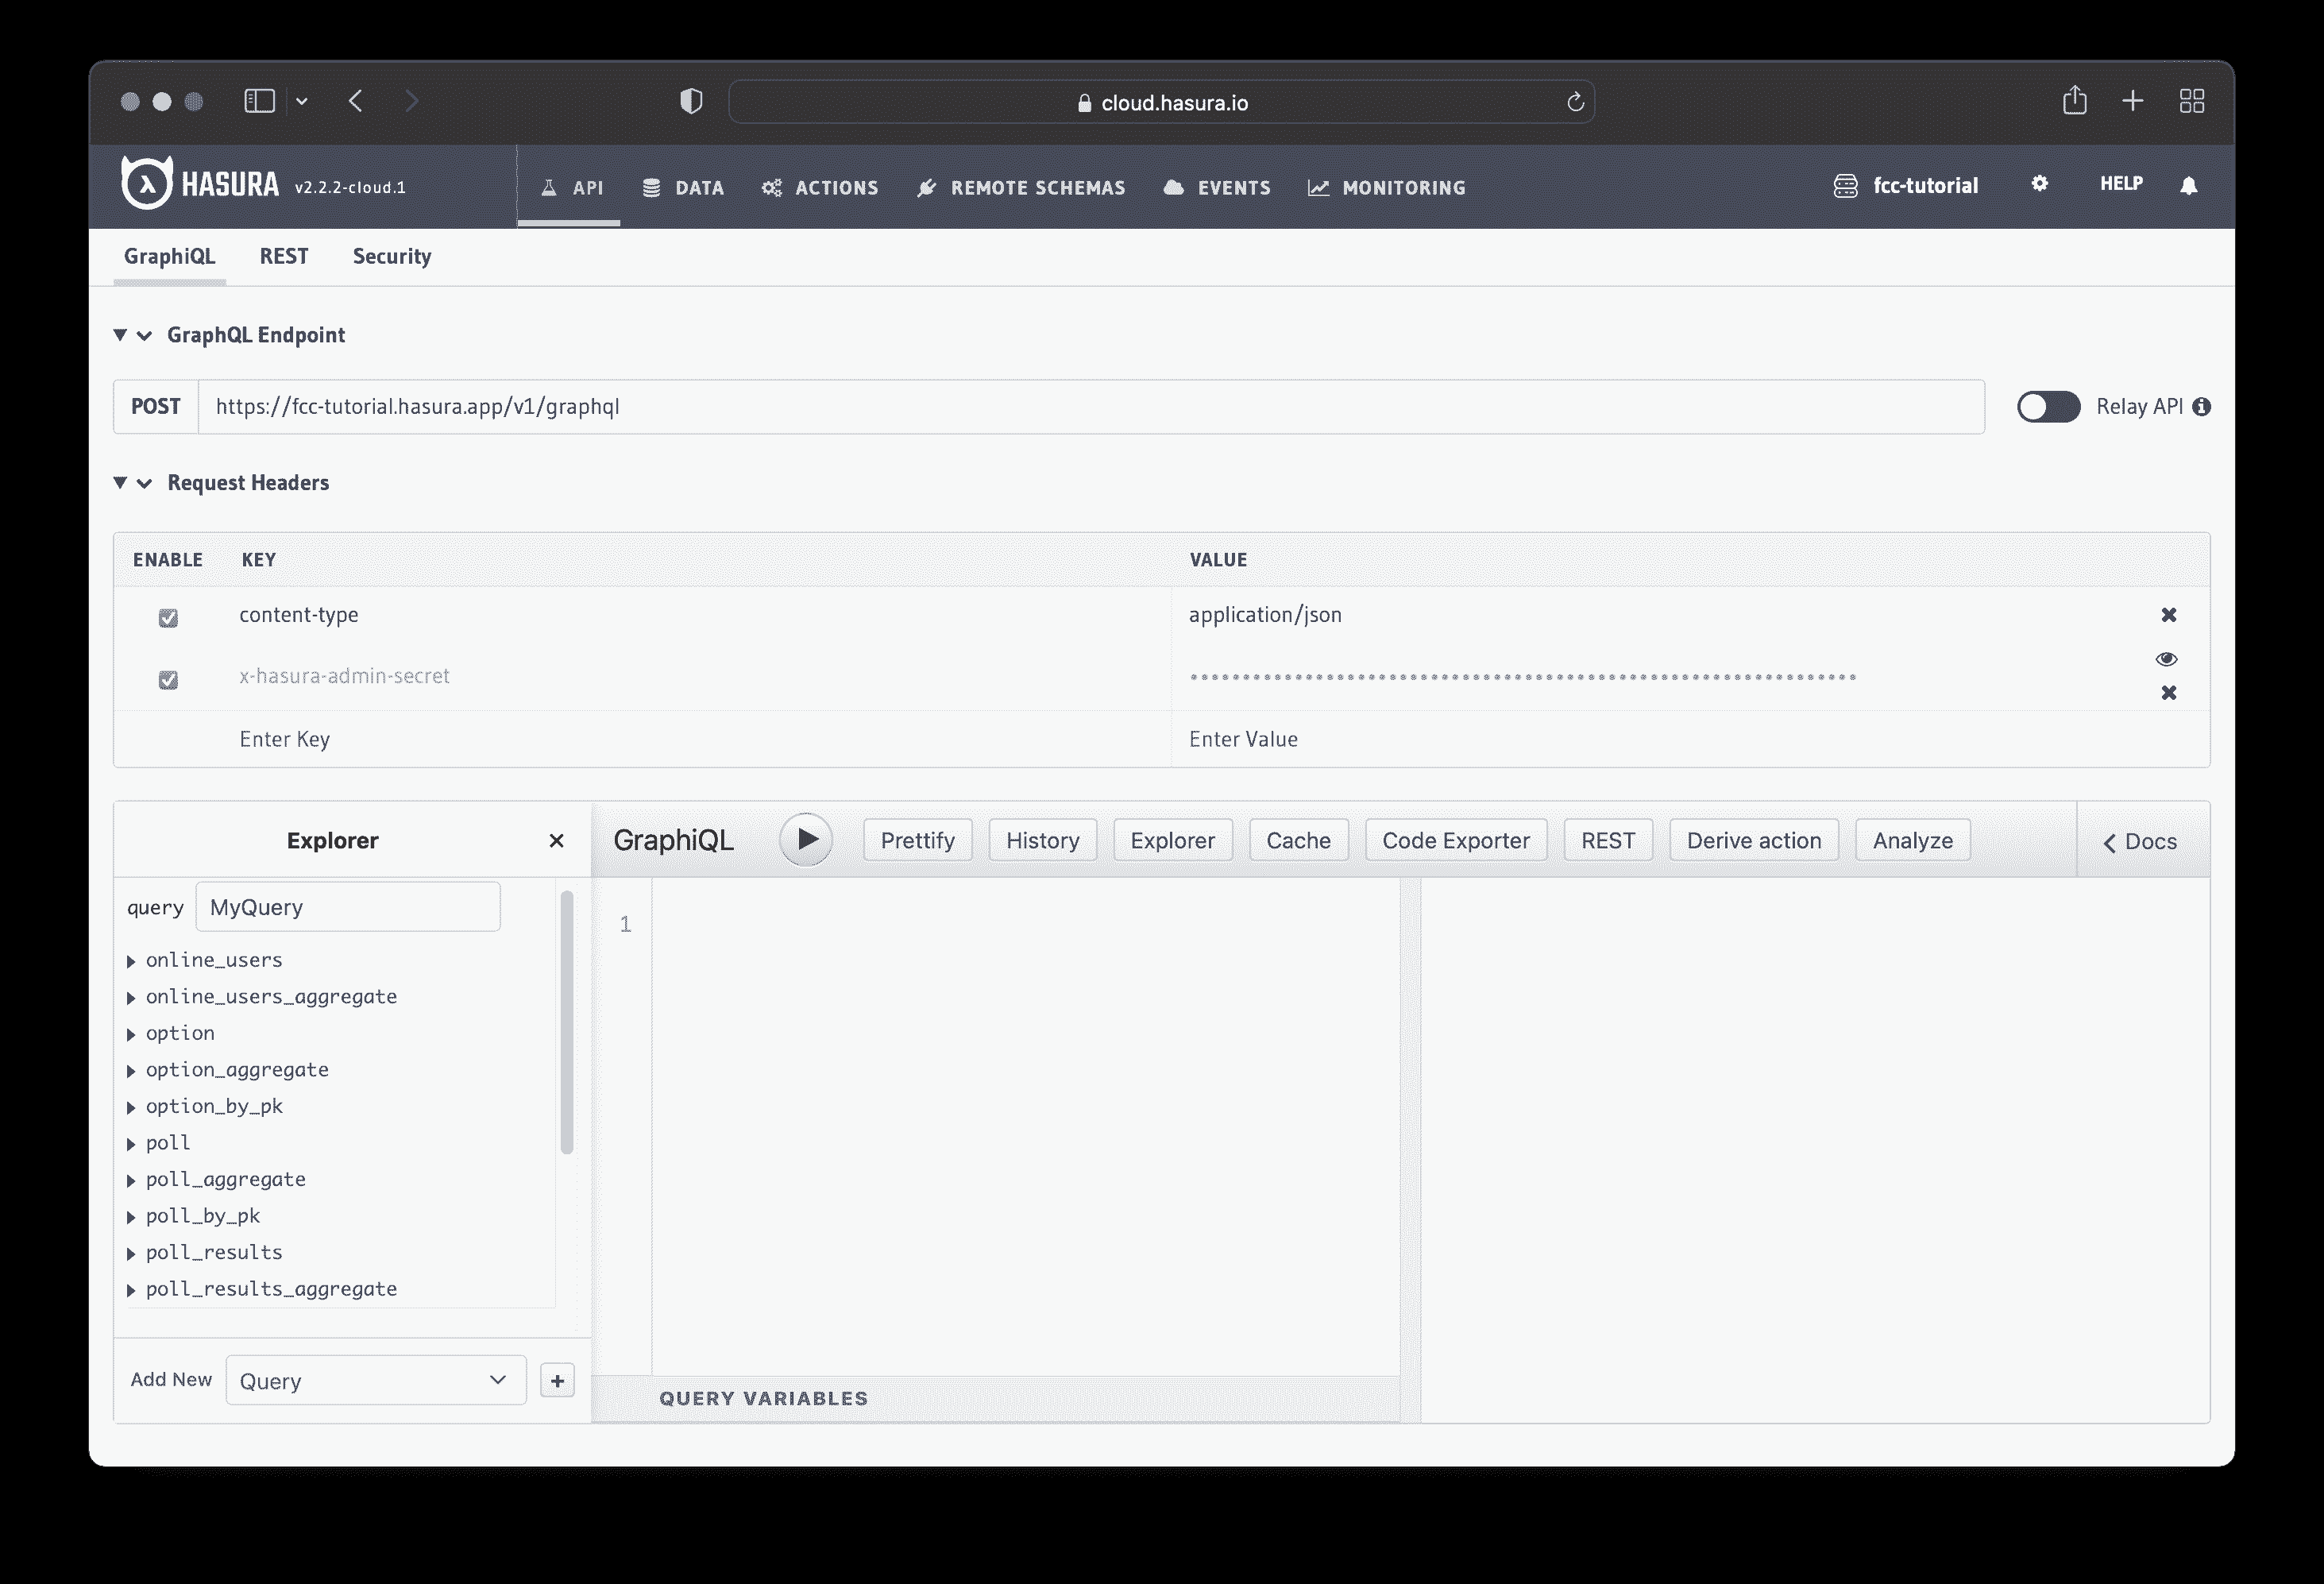 cloud.hasura.io
HASURA v2.2.2-cloud.1 API DATA ACTIONS REMOTE SCHEMAS EVENTS MONITORING fcc-tutorial HELP
GraphiQL REST Security
GraphQL Endpoint
POST https://fcc-tutorial.hasura.app/v1/graphql Relay API
Request Headers
ENABLE KEY VALUE
content-type application/json
x-hasura-admin-secret
Enter Key Enter Value
Explorer GraphiQL Prettify History Explorer Cache Code Exporter REST Derive action Analyze Docs
query MyQuery
1
online_users
online_users_aggregate
option
option_aggregate
option_by_pk
poll
poll_aggregate
poll_by_pk
poll_results
poll_results_aggregate
Add New Query +
QUERY VARIABLES